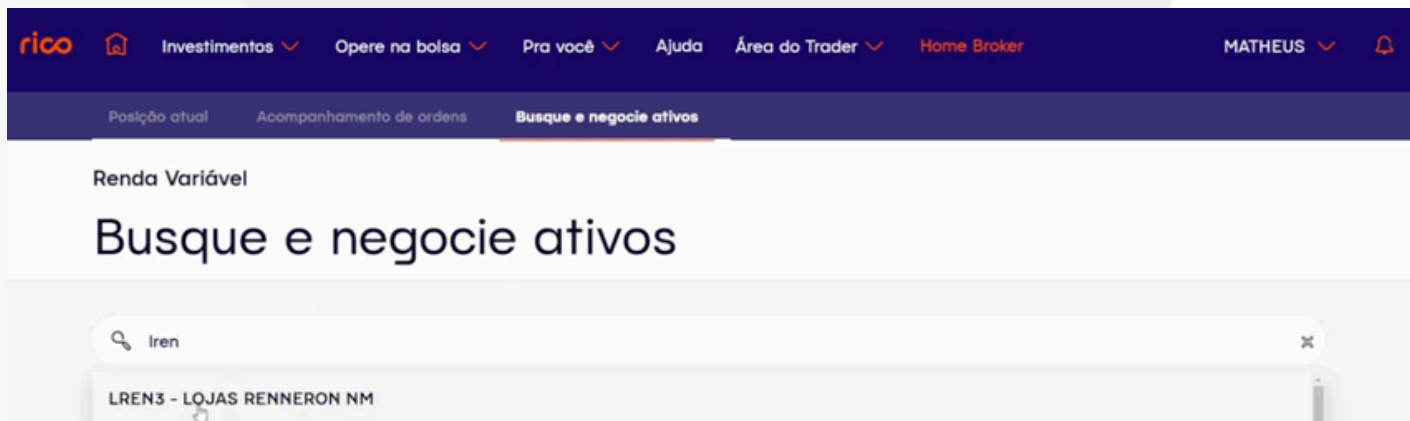 rico Investimentos Opere na bolsa Pra você Ajuda Área do Trader Home Broker MATHEUS
Posição atual Acompanhamento de ordens Busque e negocie ativos
Renda Variável
Busque e negocie ativos
lren
LREN3 - LOJAS RENNERON NM